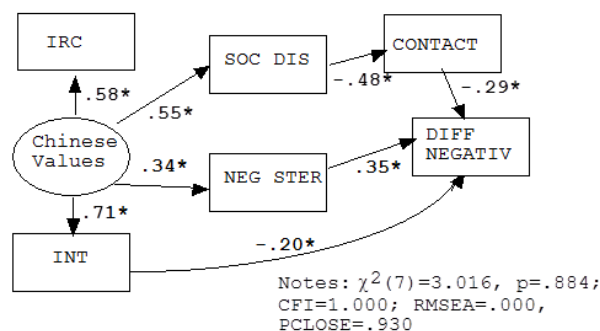 IRC
SOC DIS
CONTACT
-.48*
.58*
.55*
-.29*
Chinese
Values
DIFF
NEGATIV
.34*
NEG STER
.35*
.71*
INT
-.20*
Notes: χ²(7)=3.016, p=.884;
CFI=1.000; RMSEA=.000,
PCLOSE=.930